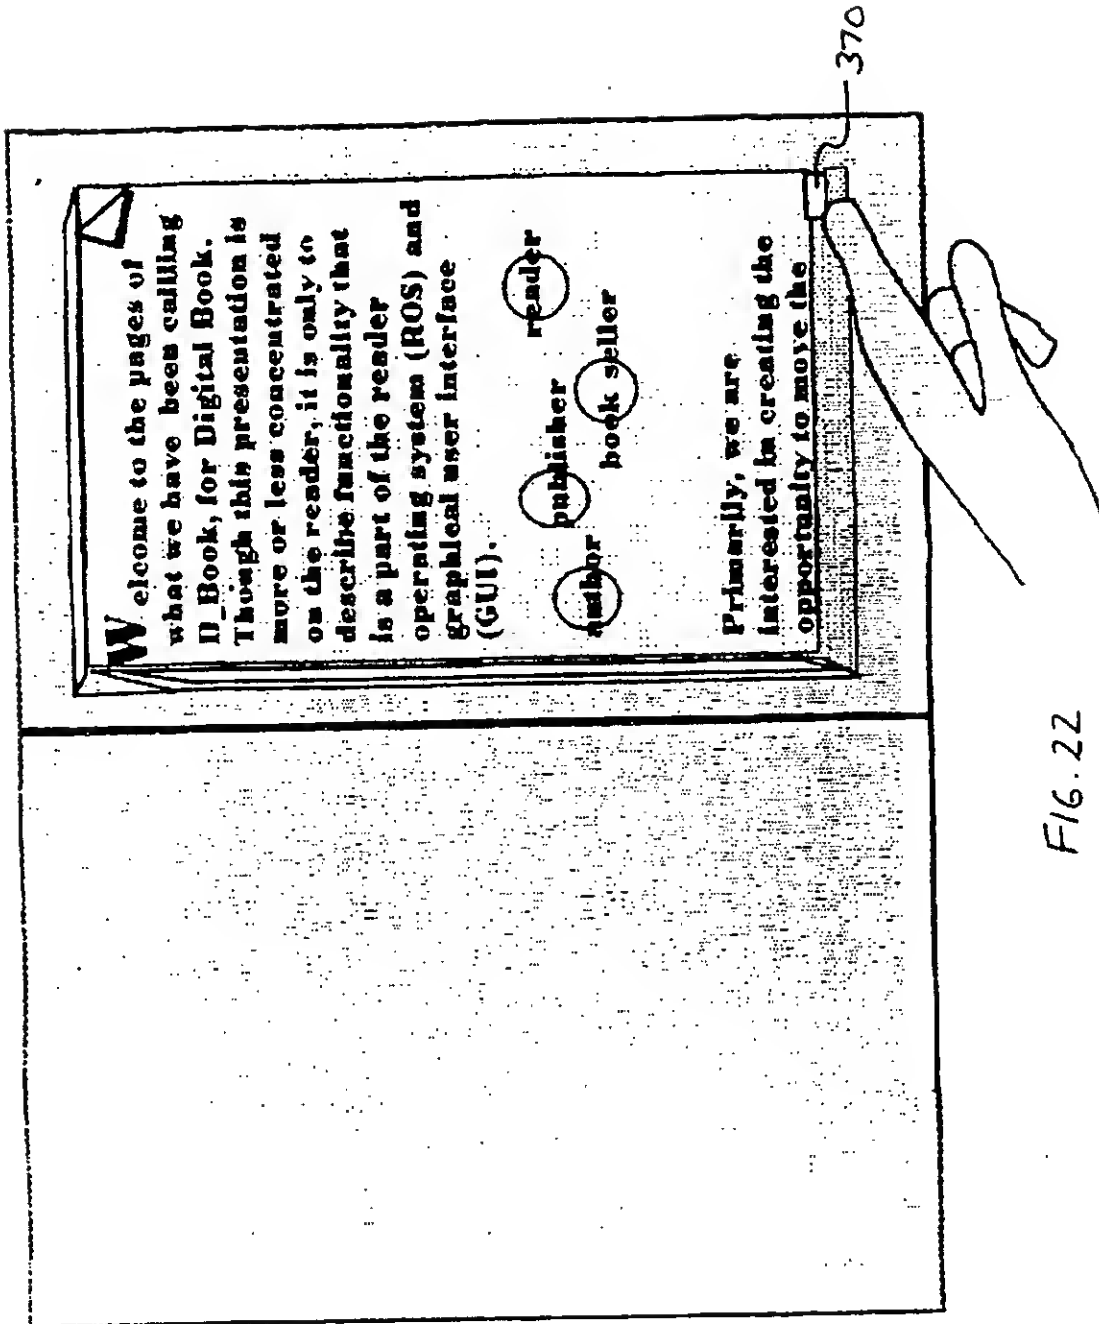 Welcome to the pages of
what we have been callling
D_Book, for Digital Book.
Though this presentation is
more or less concentrated
on the reader, it is only to
describe functionality that
is a part of the reader
operating system (ROS) and
graphical user interface
(GUI).
author
publisher
book seller
reader
Primarily, we are
interested in creating the
opportunity to move the
370
FIG. 22